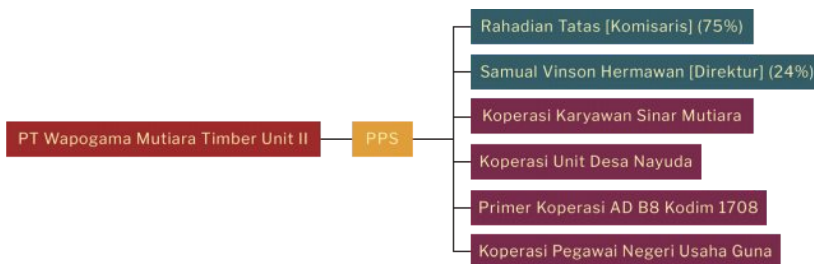 Rahadian Tatas [Komisaris] (75%)
Samual Vinson Hermawan [Direktur] (24%)
Koperasi Karyawan Sinar Mutiara
PT Wapogama Mutiara Timber Unit II
PPS
Koperasi Unit Desa Nayuda
Primer Koperasi AD B8 Kodim 1708
Koperasi Pegawai Negeri Usaha Guna